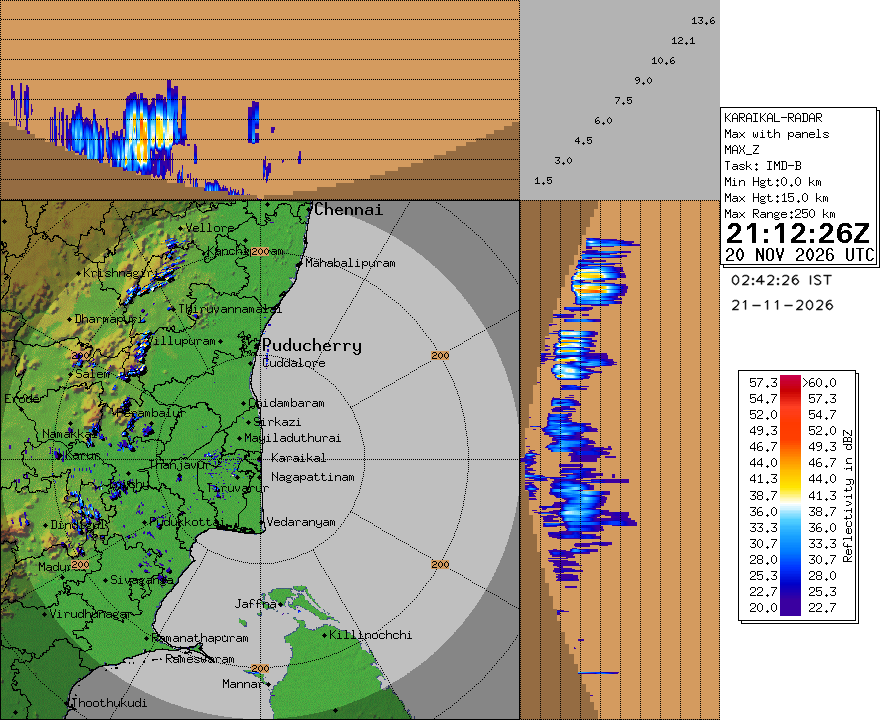 13.6
12.1
10.6
9.0
7.5
6.0
4.5
3.0
1.5
KARAIKAL-RADAR
Max with panels
MAX_Z
Task: IMD-B
Min Hgt:0.0 km
Max Hgt:15.0 km
Max Range:250 km
21:12:26Z
20 NOV 2026 UTC
02:42:26 IST
21-11-2026
Chennai
Vellore
200
Mahabalipuram
Krishnagiri
Thiruvannamalai
Dharmapuri
Puducherry
200
200
Cuddalore
Salem
Erode
Chidambaram
Perambalur
Sirkazi
Namakkal
Mayiladuthurai
Karur
Karaikal
Thanjavur
Nagapattinam
Tiruvarur
Vedaranyam
Pudukkottai
200
200
Sivaganga
Jaffna
Virudhunagar
Killinochchi
Ramanathapuram
Rameswaram
200
Mannar
Thoothukudi
57.3 >60.0
54.7 57.3
52.0 54.7
49.3 52.0
46.7 49.3
44.0 46.7
41.3 44.0
38.7 41.3
36.0 38.7
33.3 36.0
30.7 33.3
28.0 30.7
25.3 28.0
22.7 25.3
20.0 22.7
Reflectivity in dBZ